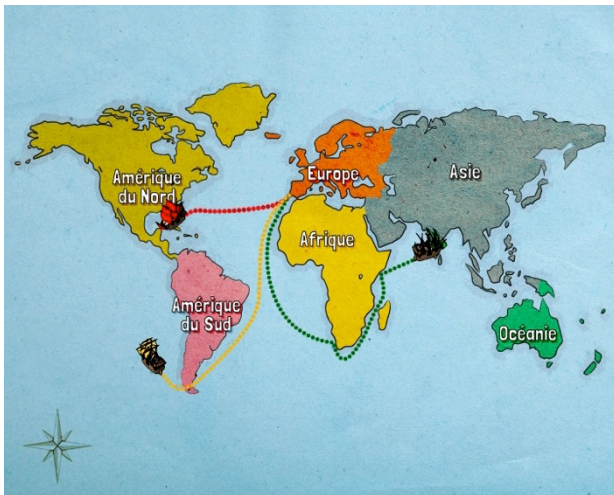 Amérique
du Nord
Europe
Asie
Afrique
Amérique
du Sud
Océanie